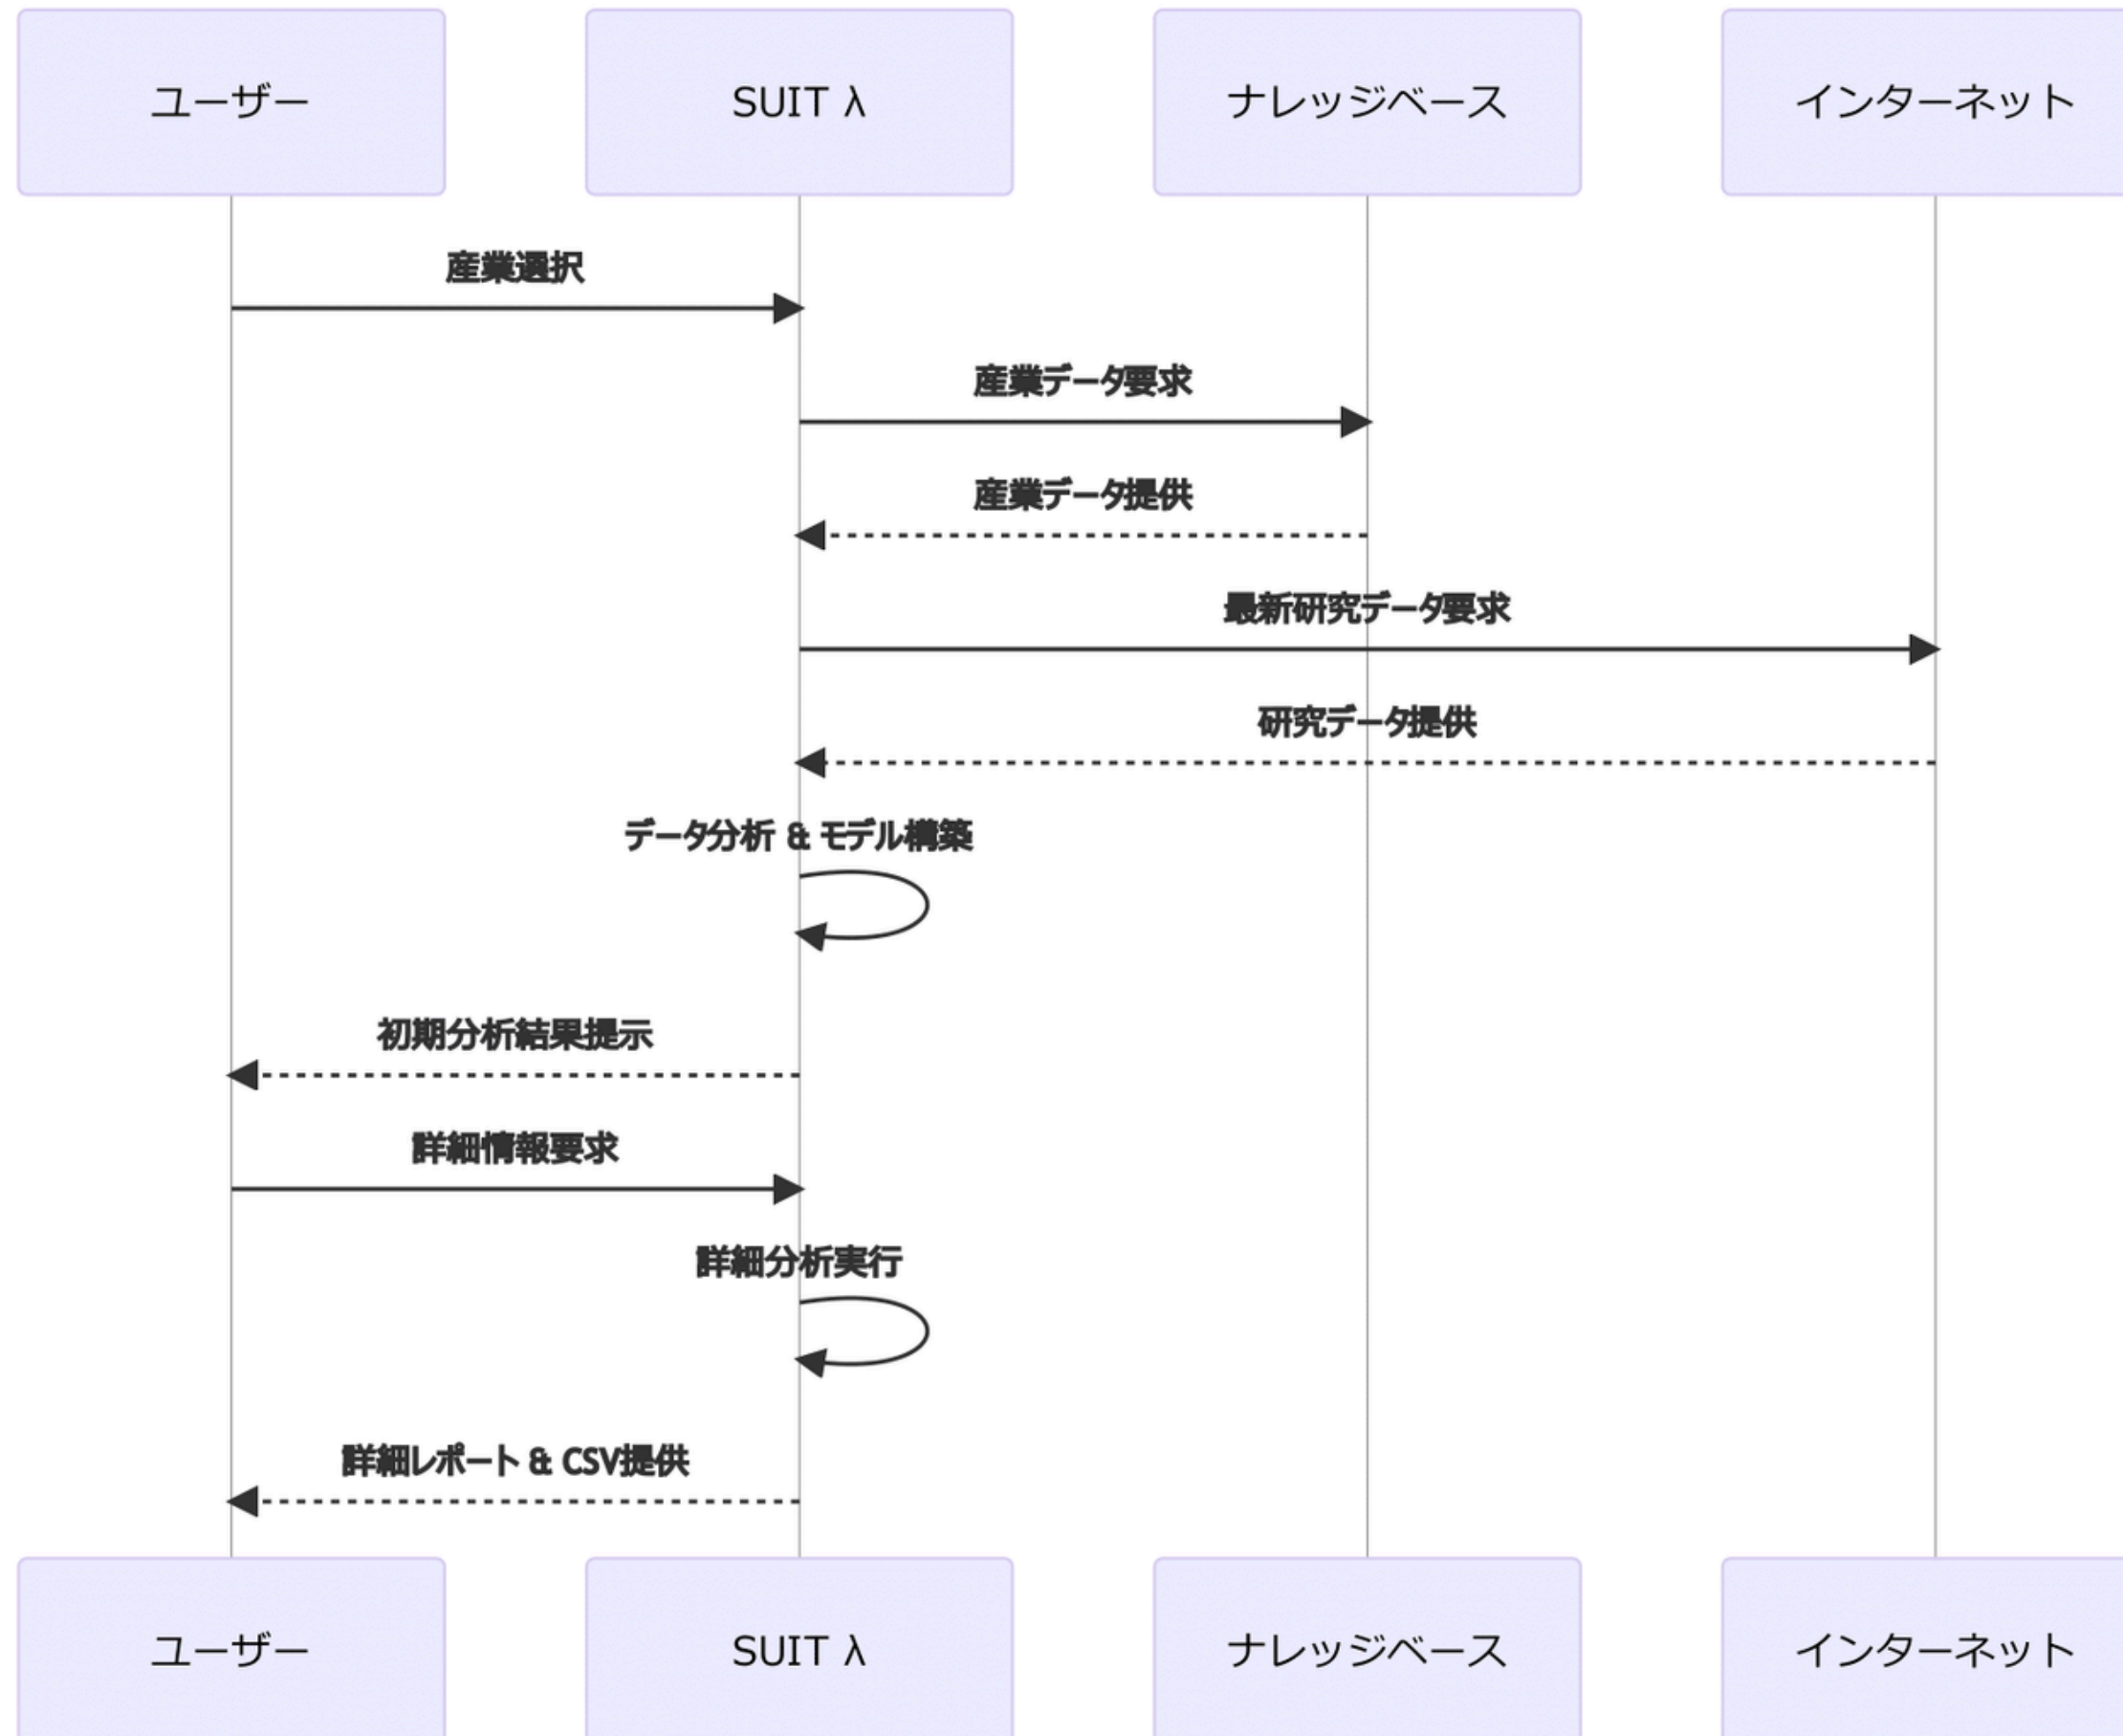 ユーザー
SUIT λ
ナレッジベース
インターネット
産業選択
産業データ要求
産業データ提供
最新研究データ要求
研究データ提供
データ分析 & モデル構築
初期分析結果提示
詳細情報要求
詳細分析実行
詳細レポート & CSV提供
ユーザー
SUIT λ
ナレッジベース
インターネット